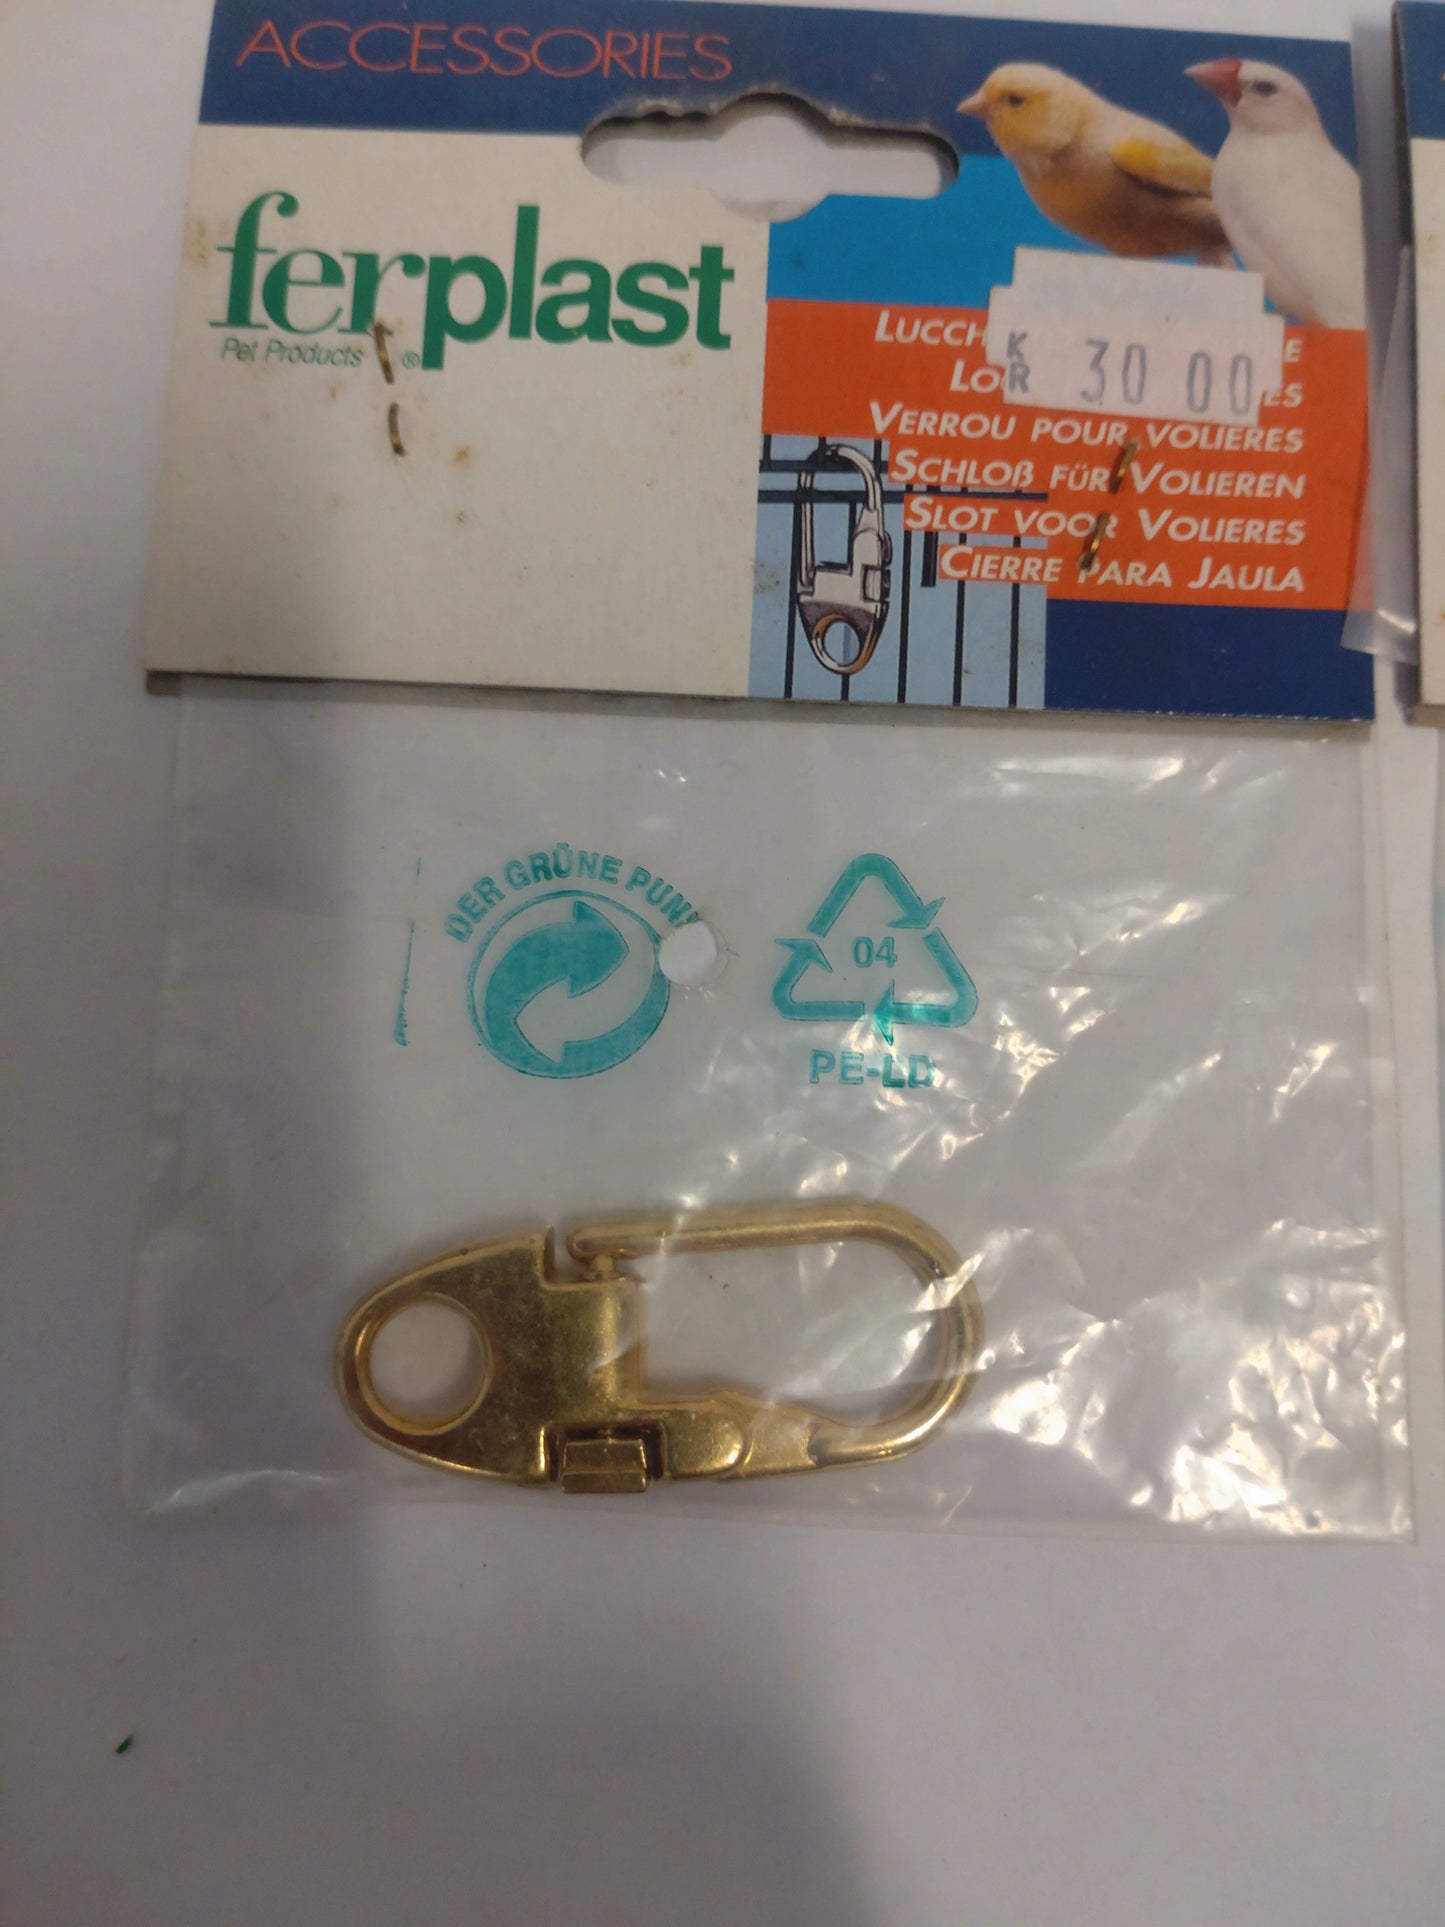 ACCESSORIES
ferplast
Pet Products ®
KR 30 00
VERROU POUR VOLIERES
SCHLOß FÜR VOLIEREN
SLOT VOOR VOLIERES
CIERRE PARA JAULA
DER GRÜNE
04
PE-LD